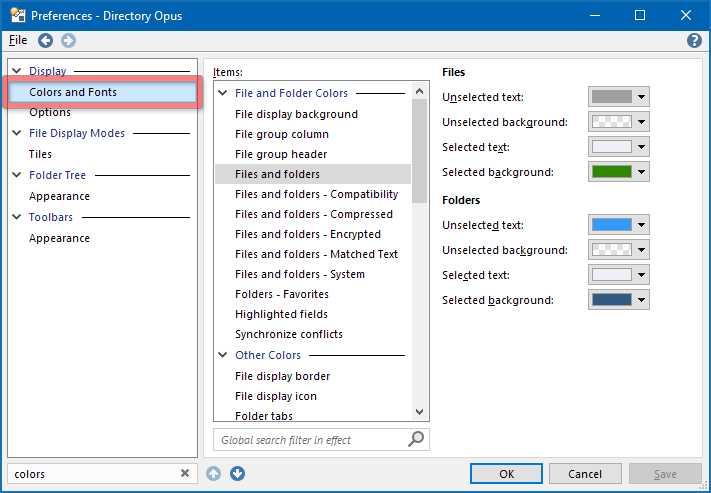 Preferences - Directory Opus
File
Display
Colors and Fonts
Options
File Display Modes
Tiles
Folder Tree
Appearance
Toolbars
Appearance
colors
Items:
File and Folder Colors
File display background
File group column
File group header
Files and folders
Files and folders - Compatibility
Files and folders - Compressed
Files and folders - Encrypted
Files and folders - Matched Text
Files and folders - System
Folders - Favorites
Highlighted fields
Synchronize conflicts
Other Colors
File display border
File display icon
Folder tabs
Global search filter in effect
Files
Unselected text:
Unselected background:
Selected text:
Selected background:
Folders
Unselected text:
Unselected background:
Selected text:
Selected background:
OK
Cancel
Save